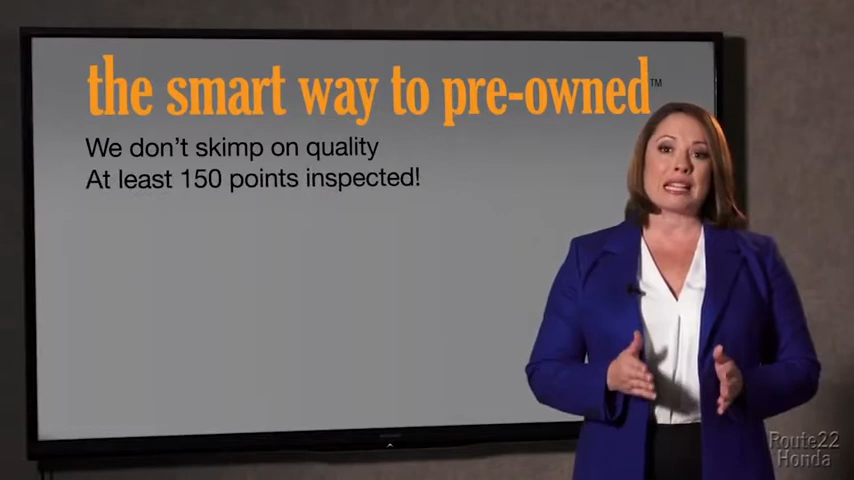 the smart way to pre-owned™
We don't skimp on quality
At least 150 points inspected!
Route22
Honda